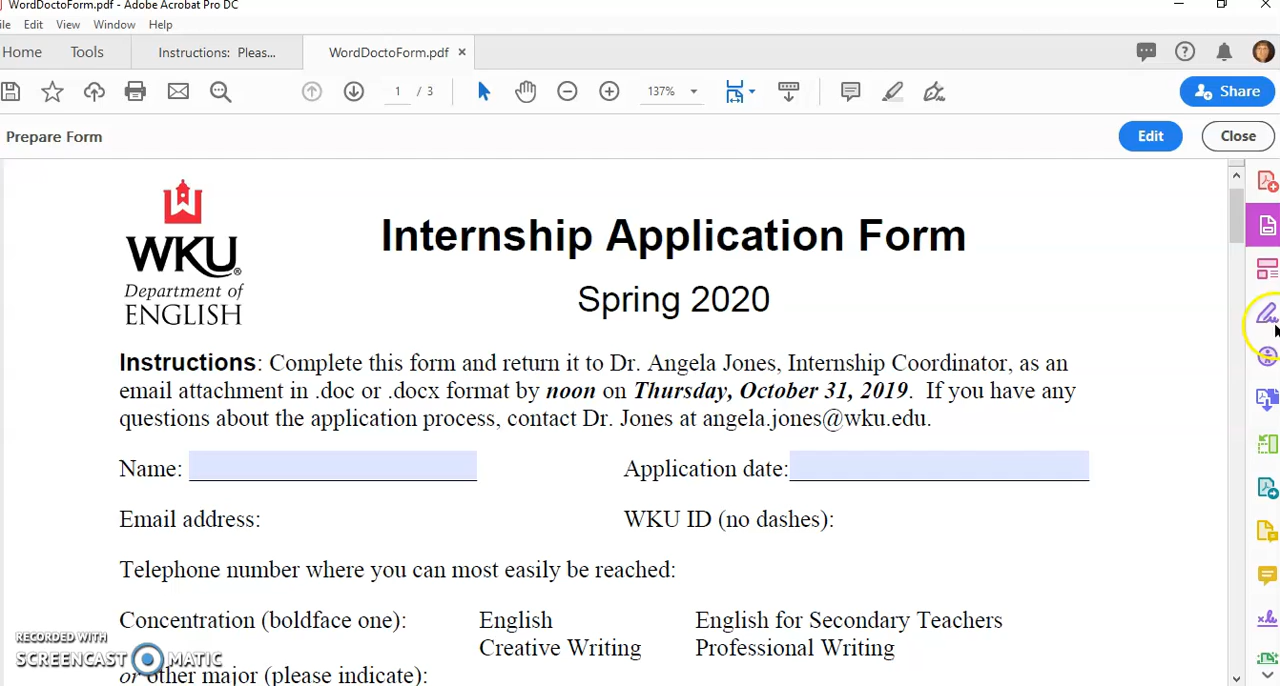 WordDoctoForm.pdf - Adobe Acrobat Pro DC
ile Edit View Window Help
Home Tools Instructions: Pleas... WordDoctoForm.pdf ×
1 / 3 137% Share
Prepare Form Edit Close
WKU
Department of
ENGLISH
Internship Application Form
Spring 2020
Instructions: Complete this form and return it to Dr. Angela Jones, Internship Coordinator, as an
email attachment in .doc or .docx format by noon on Thursday, October 31, 2019. If you have any
questions about the application process, contact Dr. Jones at angela.jones@wku.edu.
Name: Application date:
Email address: WKU ID (no dashes):
Telephone number where you can most easily be reached:
Concentration (boldface one): English English for Secondary Teachers
Creative Writing Professional Writing
or other major (please indicate):
RECORDED WITH
SCREENCAST MATIC